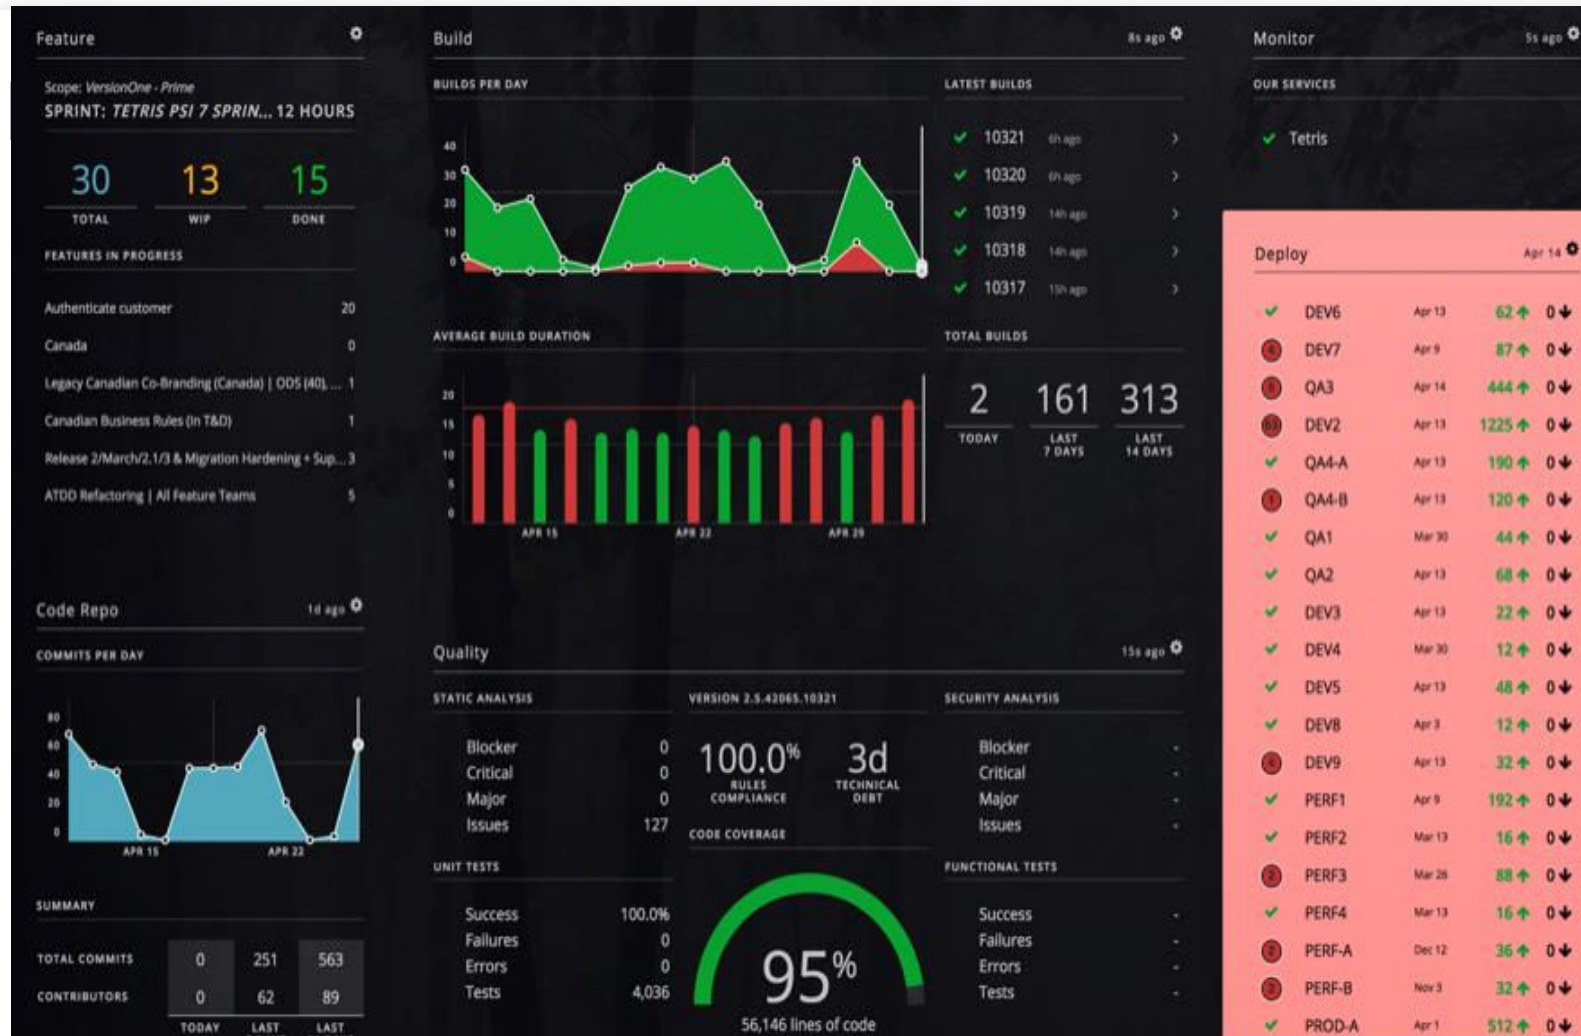 Feature
Scope: VersionOne - Prime
SPRINT: TETRIS PSI 7 SPRIN... 12 HOURS
30 13 15
TOTAL WIP DONE
FEATURES IN PROGRESS
Authenticate customer 20
Canada 0
Legacy Canadian Co-Branding (Canada) | ODS (40), ... 1
Canadian Business Rules (In T&D) 1
Release 2/March/2.1/3 & Migration Hardening + Sup... 3
ATDD Refactoring | All Feature Teams 5
Code Repo 1d ago
COMMITS PER DAY
80
60
40
20
0
APR 15 APR 22
SUMMARY
TOTAL COMMITS 0 251 563
CONTRIBUTORS 0 62 89
TODAY LAST LAST
Build 8s ago
BUILDS PER DAY
40
30
20
10
0
AVERAGE BUILD DURATION
20
15
10
5
0
APR 15 APR 22 APR 29
LATEST BUILDS
10321 6h ago
10320 6h ago
10319 14h ago
10318 14h ago
10317 15h ago
TOTAL BUILDS
2 161 313
TODAY LAST LAST
7 DAYS 14 DAYS
Quality 15s ago
STATIC ANALYSIS
Blocker 0
Critical 0
Major 0
Issues 127
UNIT TESTS
Success 100.0%
Failures 0
Errors 0
Tests 4,036
VERSION 2.5.42065.10321
100.0% 3d
RULES TECHNICAL
COMPLIANCE DEBT
CODE COVERAGE
95%
56,146 lines of code
SECURITY ANALYSIS
Blocker -
Critical -
Major -
Issues -
FUNCTIONAL TESTS
Success -
Failures -
Errors -
Tests -
Monitor 5s ago
OUR SERVICES
Tetris
Deploy Apr 14
DEV6 Apr 13 62 0
DEV7 Apr 9 87 0
QA3 Apr 14 444 0
DEV2 Apr 13 1225 0
QA4-A Apr 13 190 0
QA4-B Apr 13 120 0
QA1 Mar 30 44 0
QA2 Apr 13 68 0
DEV3 Apr 13 22 0
DEV4 Mar 30 12 0
DEV5 Apr 13 48 0
DEV8 Apr 3 12 0
DEV9 Apr 13 32 0
PERF1 Apr 9 192 0
PERF2 Mar 13 16 0
PERF3 Mar 26 88 0
PERF4 Mar 13 16 0
PERF-A Dec 12 36 0
PERF-B Nov 3 32 0
PROD-A Apr 1 512 0